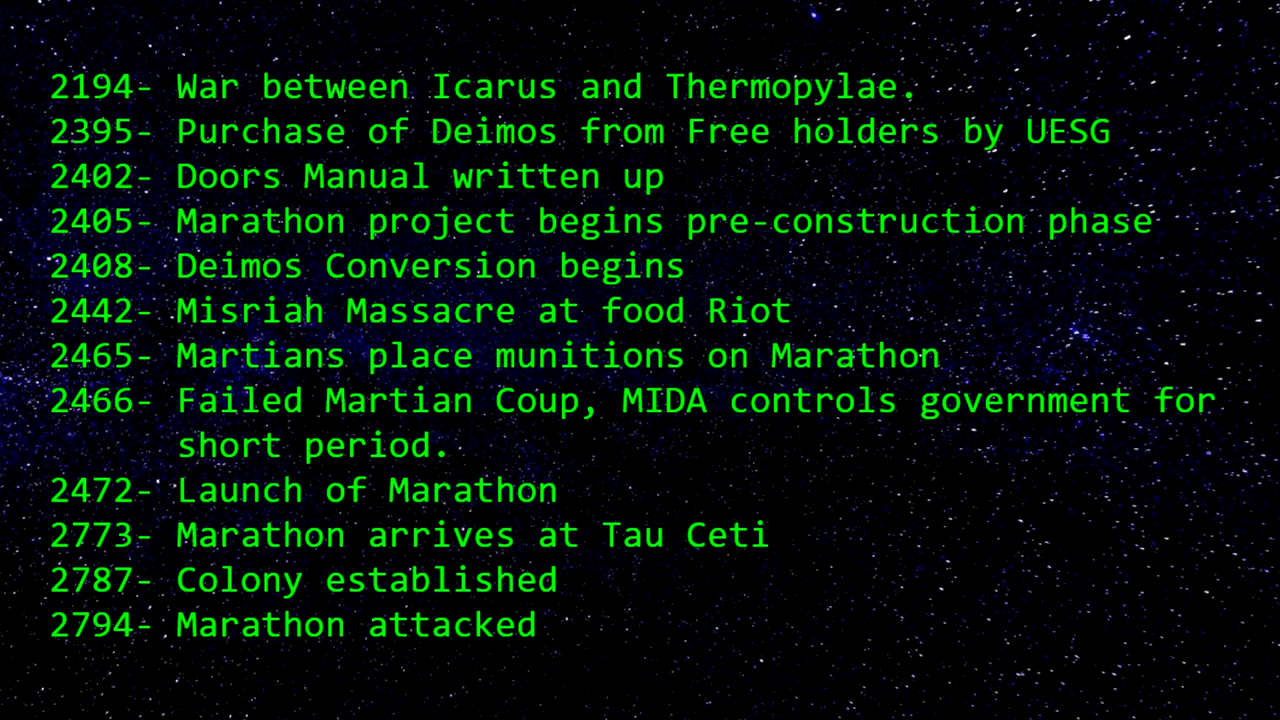 2194- War between Icarus and Thermopylae.
2395- Purchase of Deimos from Free holders by UESG
2402- Doors Manual written up
2405- Marathon project begins pre-construction phase
2408- Deimos Conversion begins
2442- Misriah Massacre at food Riot
2465- Martians place munitions on Marathon
2466- Failed Martian Coup, MIDA controls government for
short period.
2472- Launch of Marathon
2773- Marathon arrives at Tau Ceti
2787- Colony established
2794- Marathon attacked